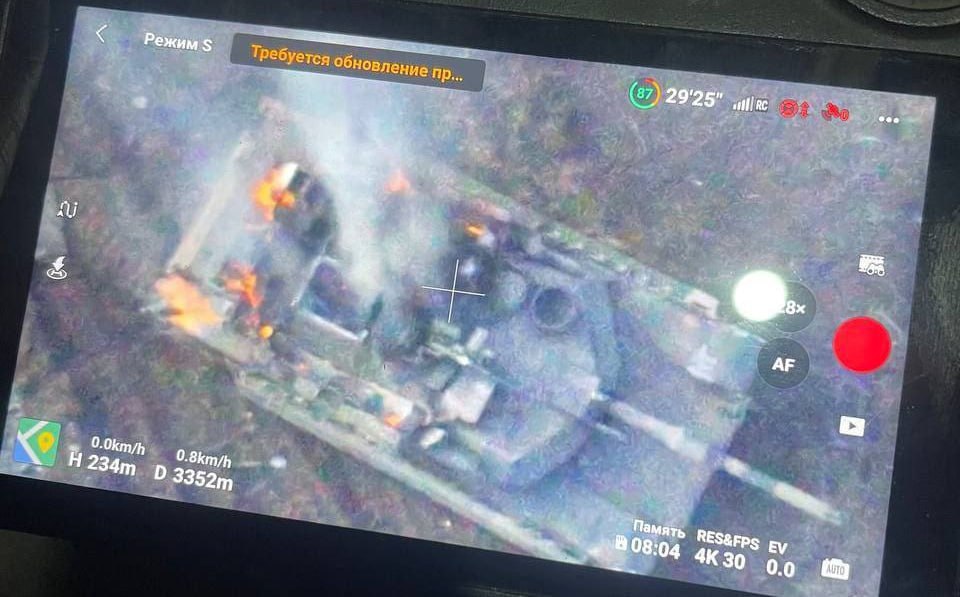 Режим S
Требуется обновление пр...
87 29'25" RC
8x
AF
0.0km/h 0.8km/h
H 234m D 3352m
Память RES&FPS EV
08:04 4K 30 0.0
AUTO